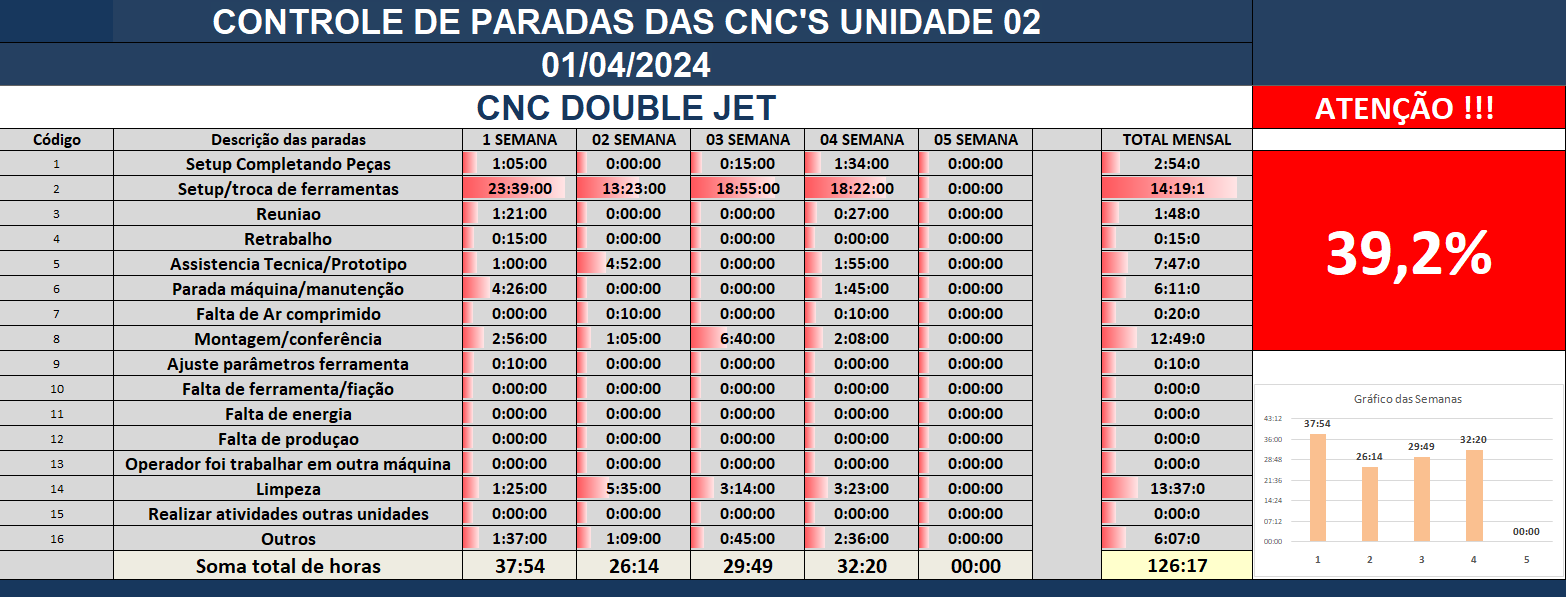 CONTROLE DE PARADAS DAS CNC'S UNIDADE 02
01/04/2024
CNC DOUBLE JET
ATENÇÃO !!!
Código Descrição das paradas 1 SEMANA 02 SEMANA 03 SEMANA 04 SEMANA 05 SEMANA TOTAL MENSAL
1 Setup Completando Peças 1:05:00 0:00:00 0:15:00 1:34:00 0:00:00 2:54:0
2 Setup/troca de ferramentas 23:39:00 13:23:00 18:55:00 18:22:00 0:00:00 14:19:1
3 Reuniao 1:21:00 0:00:00 0:00:00 0:27:00 0:00:00 1:48:0
4 Retrabalho 0:15:00 0:00:00 0:00:00 0:00:00 0:00:00 0:15:0
5 Assistencia Tecnica/Prototipo 1:00:00 4:52:00 0:00:00 1:55:00 0:00:00 7:47:0
6 Parada máquina/manutenção 4:26:00 0:00:00 0:00:00 1:45:00 0:00:00 6:11:0
7 Falta de Ar comprimido 0:00:00 0:10:00 0:00:00 0:10:00 0:00:00 0:20:0
8 Montagem/conferência 2:56:00 1:05:00 6:40:00 2:08:00 0:00:00 12:49:0
9 Ajuste parâmetros ferramenta 0:10:00 0:00:00 0:00:00 0:00:00 0:00:00 0:10:0
10 Falta de ferramenta/fiação 0:00:00 0:00:00 0:00:00 0:00:00 0:00:00 0:00:0
11 Falta de energia 0:00:00 0:00:00 0:00:00 0:00:00 0:00:00 0:00:0
12 Falta de produçao 0:00:00 0:00:00 0:00:00 0:00:00 0:00:00 0:00:0
13 Operador foi trabalhar em outra máquina 0:00:00 0:00:00 0:00:00 0:00:00 0:00:00 0:00:0
14 Limpeza 1:25:00 5:35:00 3:14:00 3:23:00 0:00:00 13:37:0
15 Realizar atividades outras unidades 0:00:00 0:00:00 0:00:00 0:00:00 0:00:00 0:00:0
16 Outros 1:37:00 1:09:00 0:45:00 2:36:00 0:00:00 6:07:0
Soma total de horas 37:54 26:14 29:49 32:20 00:00 126:17
39,2%
Gráfico das Semanas
43:12
36:00
28:48
21:36
14:24
07:12
00:00
37:54 26:14 29:49 32:20 00:00
1 2 3 4 5